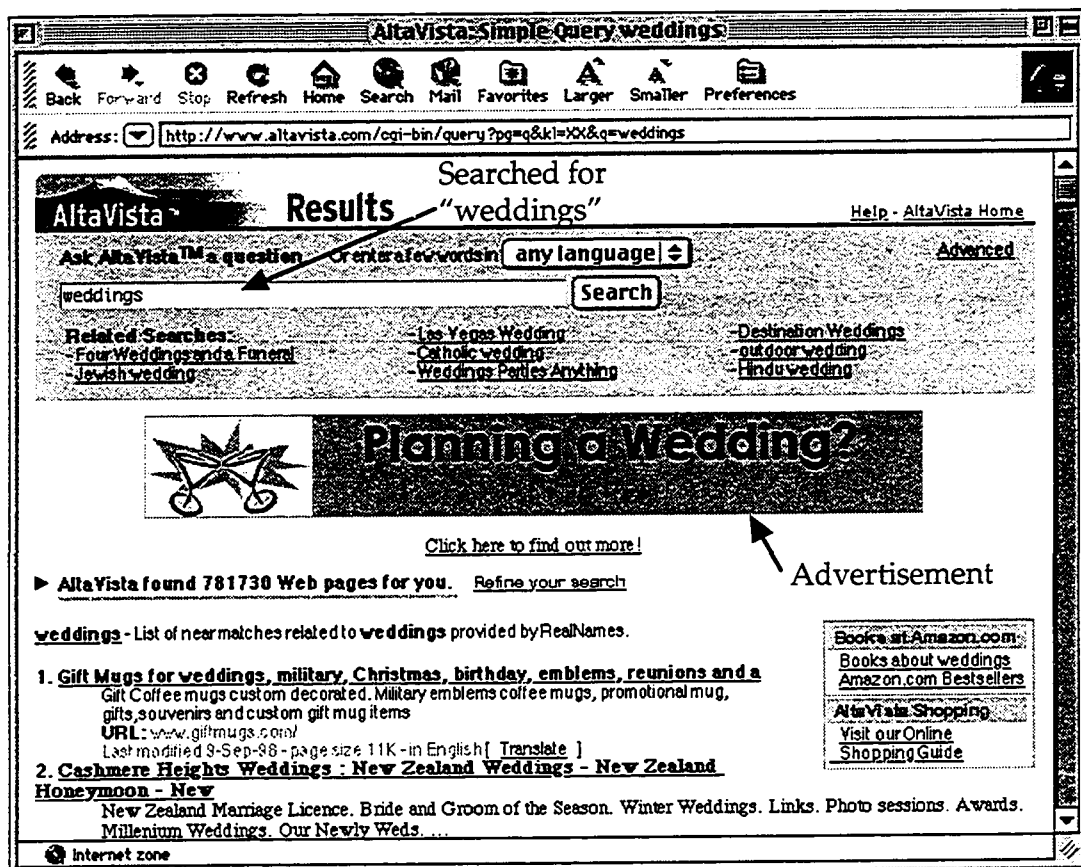 AltaVista: Simple Query weddings
Back Forward Stop Refresh Home Search Mail Favorites Larger Smaller Preferences
Address: http://www.altavista.com/cgi-bin/query?pg=q&kl=XX&q=weddings
Searched for
"weddings"
AltaVista™ Results Help - AltaVista Home
Ask AltaVista™ a question. Or enter a few words in any language Advanced
weddings Search
Related Searches: -Las Vegas Wedding -Destination Weddings
-Four Weddings and a Funeral -Catholic wedding -outdoor wedding
-Jewish wedding -Weddings Parties Anything -Hindu wedding
Planning a Wedding?
Click here to find out more!
Advertisement
AltaVista found 781730 Web pages for you. Refine your search
weddings - List of near matches related to weddings provided by RealNames.
Books at Amazon.com
Books about weddings
Amazon.com Bestsellers
AltaVista Shopping
Visit our Online
Shopping Guide
1. Gift Mugs for weddings, military, Christmas, birthday, emblems, reunions and a
Gift Coffee mugs custom decorated. Military emblems coffee mugs, promotional mug,
gifts, souvenirs and custom gift mug items
URL: www.giftmugs.com/
Last modified 9-Sep-98 - page size 11K - in English [ Translate ]
2. Cashmere Heights Weddings : New Zealand Weddings - New Zealand
Honeymoon - New
New Zealand Marriage Licence. Bride and Groom of the Season. Winter Weddings. Links. Photo sessions. Awards.
Millenium Weddings. Our Newly Weds. ...
Internet zone